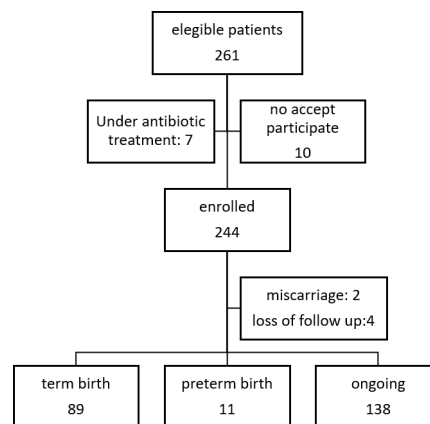 elegible patients
261
Under antibiotic
treatment: 7
no accept
participate
10
enrolled
244
miscarriage: 2
loss of follow up:4
term birth
89
preterm birth
11
ongoing
138